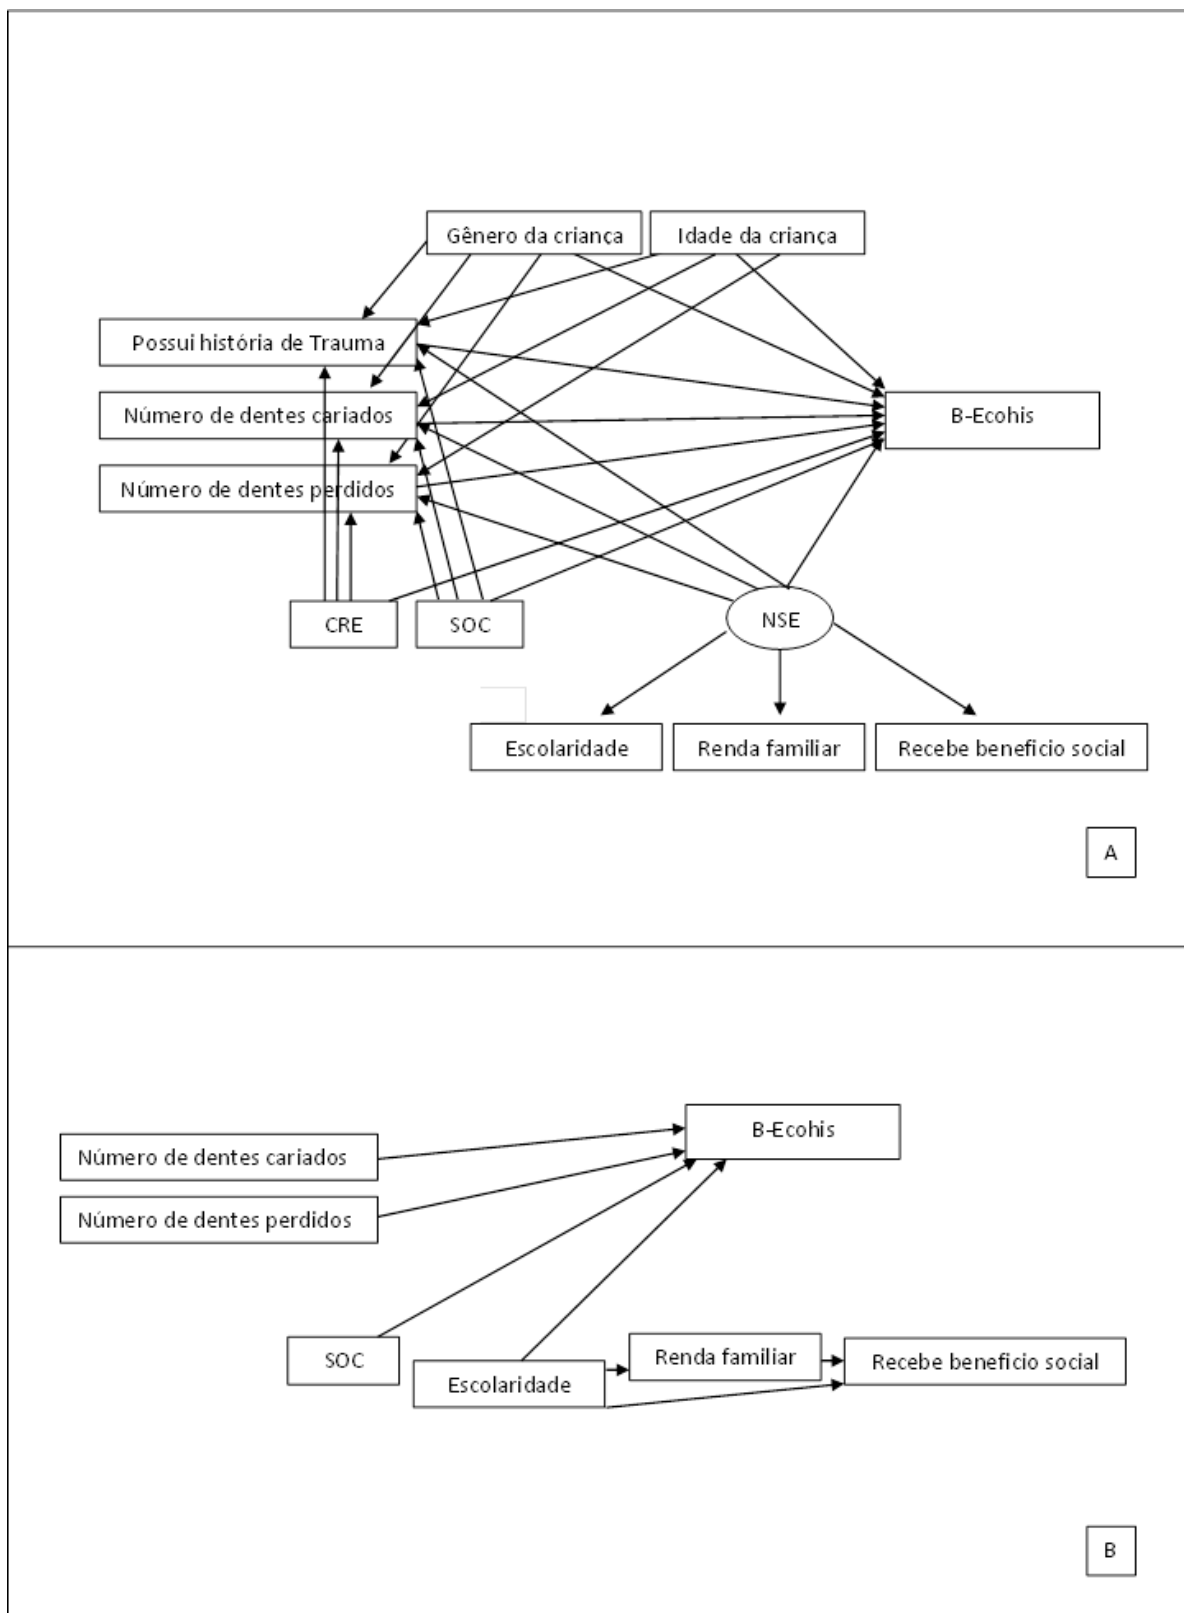 Gênero da criança
Idade da criança
Possui história de Trauma
Número de dentes cariados
B-Ecohis
Número de dentes perdidos
CRE
SOC
NSE
Escolaridade
Renda familiar
Recebe beneficio social
A
B-Ecohis
Número de dentes cariados
Número de dentes perdidos
SOC
Escolaridade
Renda familiar
Recebe beneficio social
B